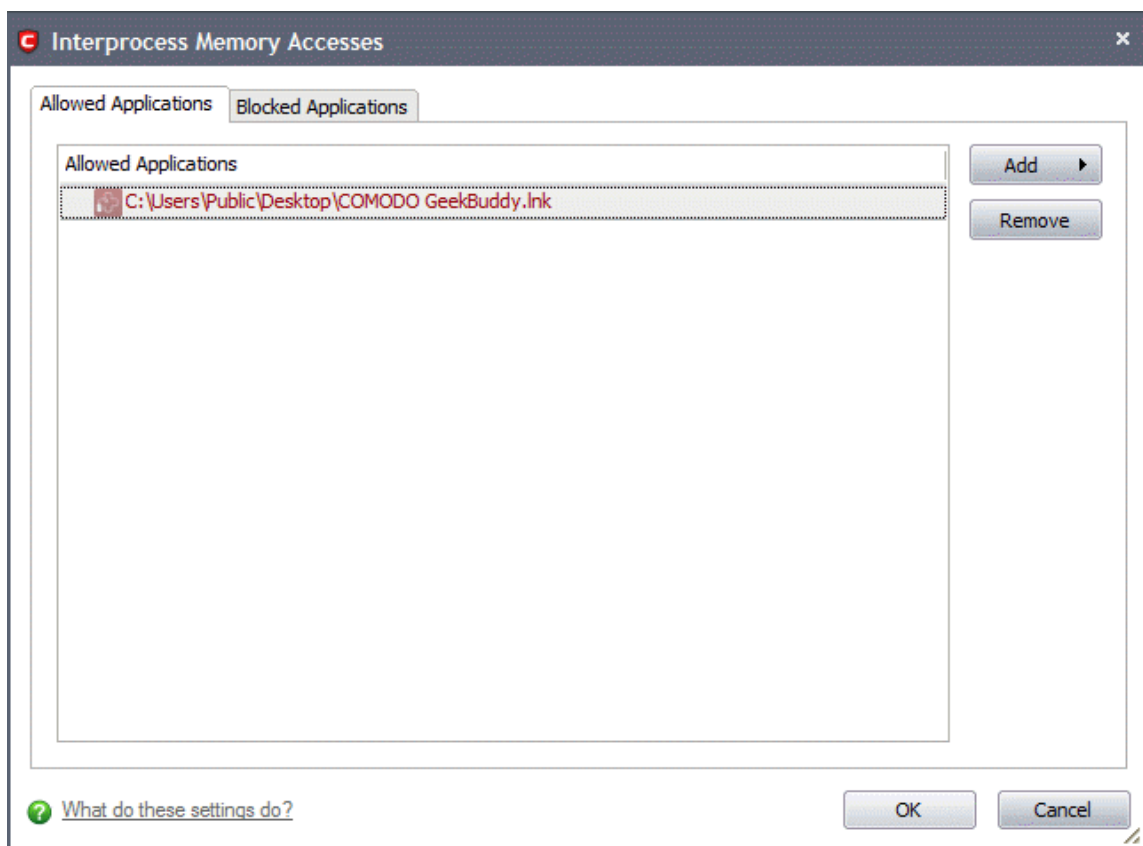 Interprocess Memory Accesses
Allowed Applications Blocked Applications
Allowed Applications
Add
C:\Users\Public\Desktop\COMODO GeekBuddy.lnk
Remove
What do these settings do?
OK
Cancel